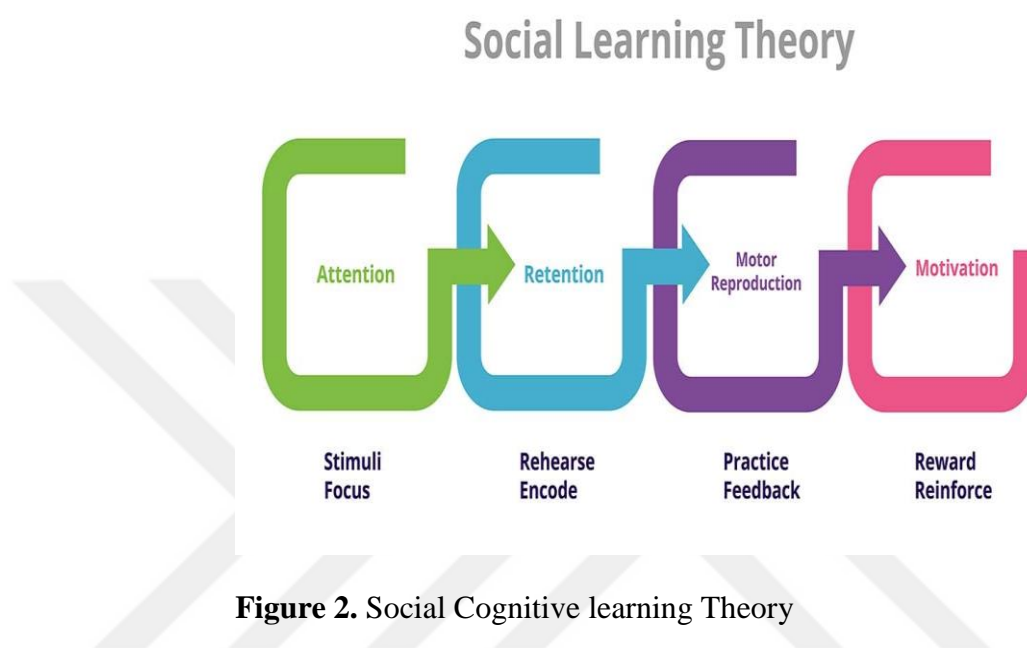 Social Learning Theory
Attention
Retention
Motor
Reproduction
Motivation
Stimuli
Focus
Rehearse
Encode
Practice
Feedback
Reward
Reinforce
Figure 2. Social Cognitive learning Theory